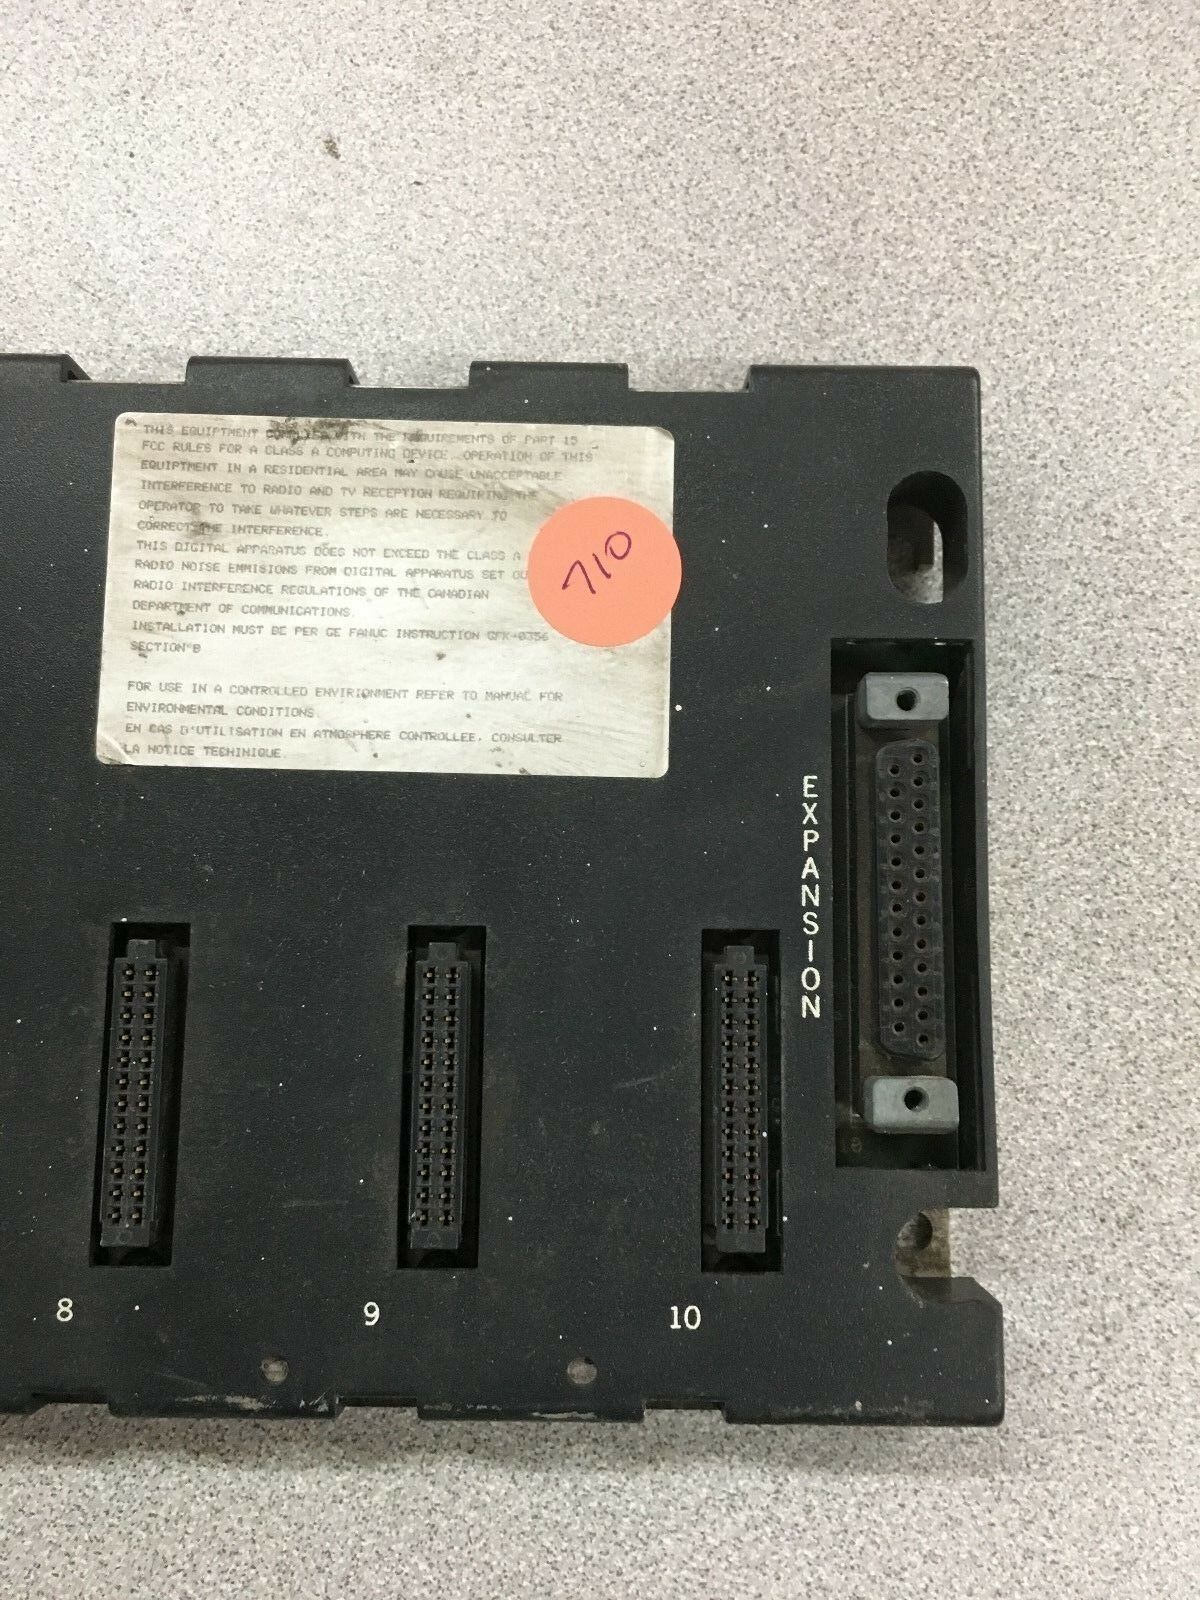 THIS EQUIPTMENT COMPLIES WITH THE REQUIREMENTS OF PART 15
FCC RULES FOR A CLASS A COMPUTING DEVICE. OPERATION OF THIS
EQUIPTMENT IN A RESIDENTIAL AREA MAY CAUSE UNACCEPTABLE
INTERFERENCE TO RADIO AND TV RECEPTION REQUIRING THE
OPERATOR TO TAKE WHATEVER STEPS ARE NECESSARY TO
CORRECT THE INTERFERENCE.
THIS DIGITAL APPARATUS DOES NOT EXCEED THE CLASS A
RADIO NOISE EMMISIONS FROM DIGITAL APPARATUS SET
RADIO INTERFERENCE REGULATIONS OF THE CANADIAN
DEPARTMENT OF COMMUNICATIONS.
INSTALLATION MUST BE PER GE FANUC INSTRUCTION GFK-0356
SECTION B
FOR USE IN A CONTROLLED ENVIRIONMENT REFER TO MANUAL FOR
ENVIRONMENTAL CONDITIONS.
EN CAS D'UTILISATION EN ATMOSPHERE CONTROLLEE, CONSULTER
LA NOTICE TECHINIQUE.
710
EXPANSION
8
9
10